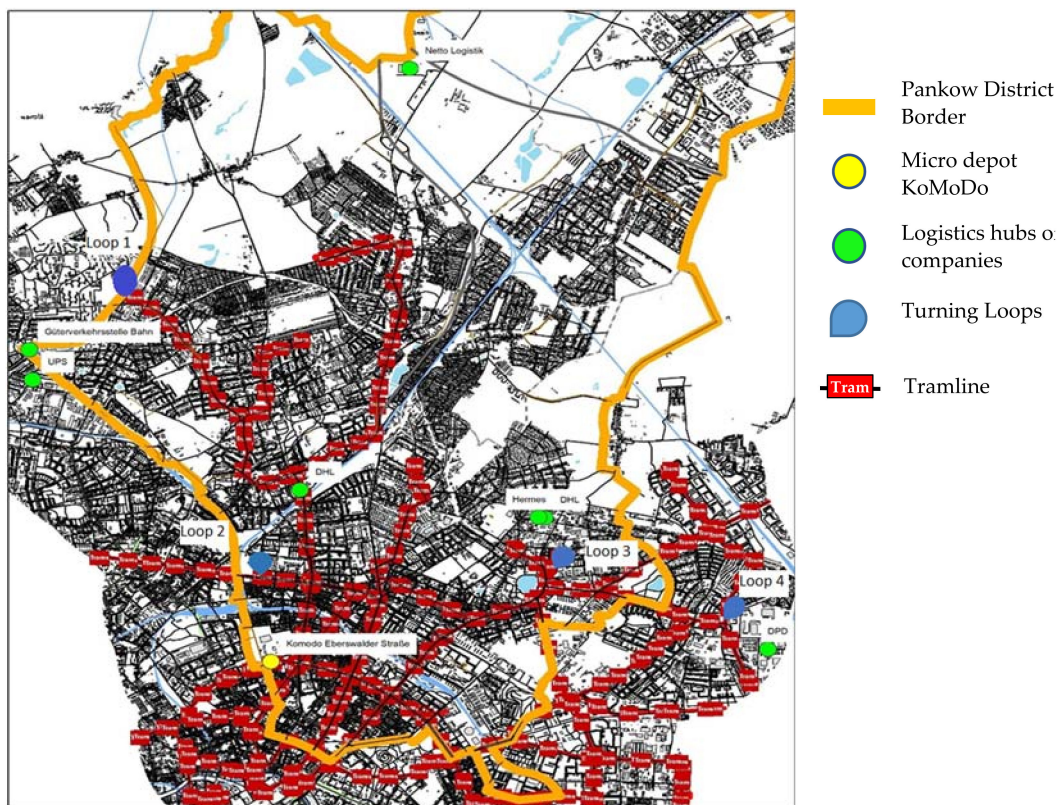 Netto Logistik
Loop 1
Güterverkehrsstelle Bahn
UPS
DHL
Hermes DHL
Loop 2
Loop 3
Loop 4
DPD
Komodo Eberswalder Straße
Pankow District
Border
Micro depot
KoMoDo
Logistics hubs o
companies
Turning Loops
Tram
Tramline